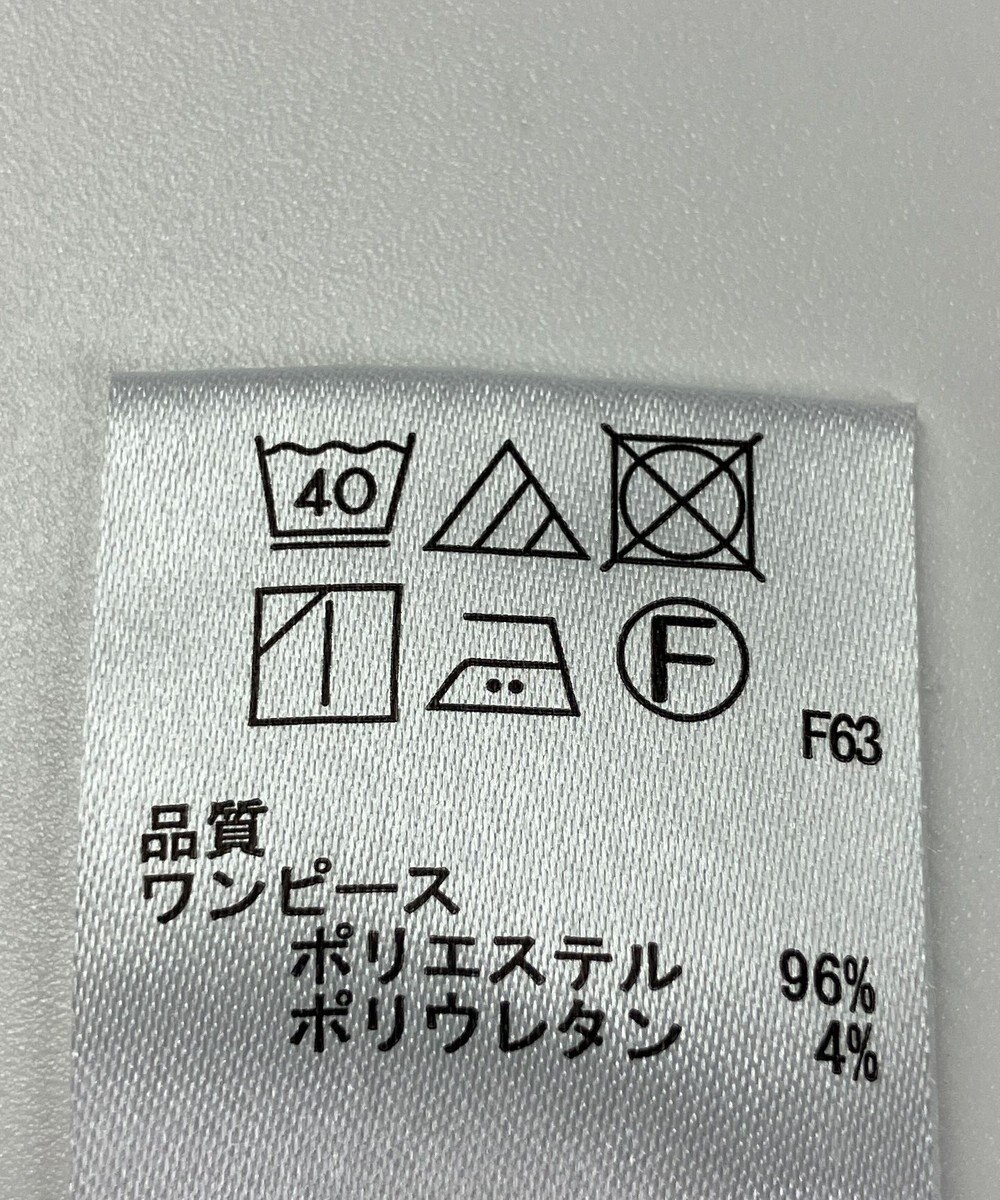 40
F
F63
品質
ワンピース
ポリエステル 96%
ポリウレタン 4%